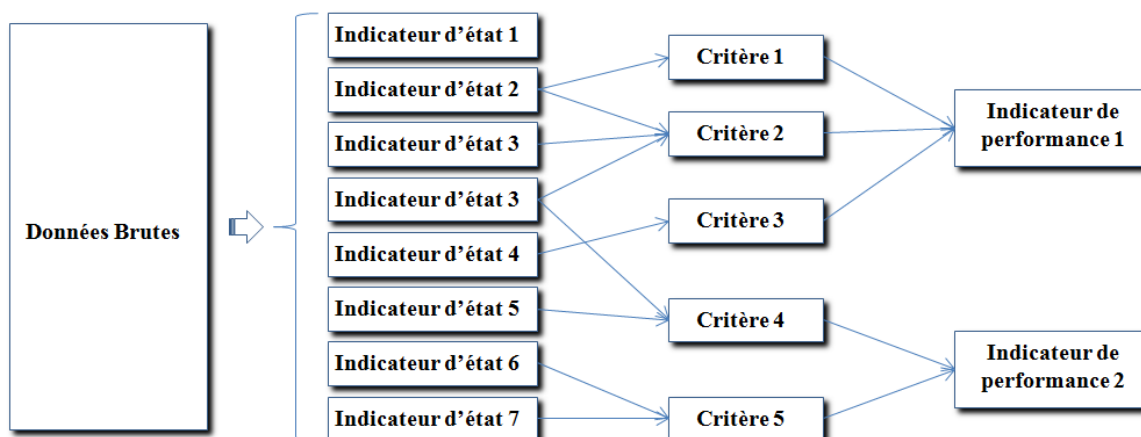 Données Brutes
Indicateur d'état 1
Indicateur d'état 2
Indicateur d'état 3
Indicateur d'état 3
Indicateur d'état 4
Indicateur d'état 5
Indicateur d'état 6
Indicateur d'état 7
Critère 1
Critère 2
Critère 3
Critère 4
Critère 5
Indicateur de
performance 1
Indicateur de
performance 2